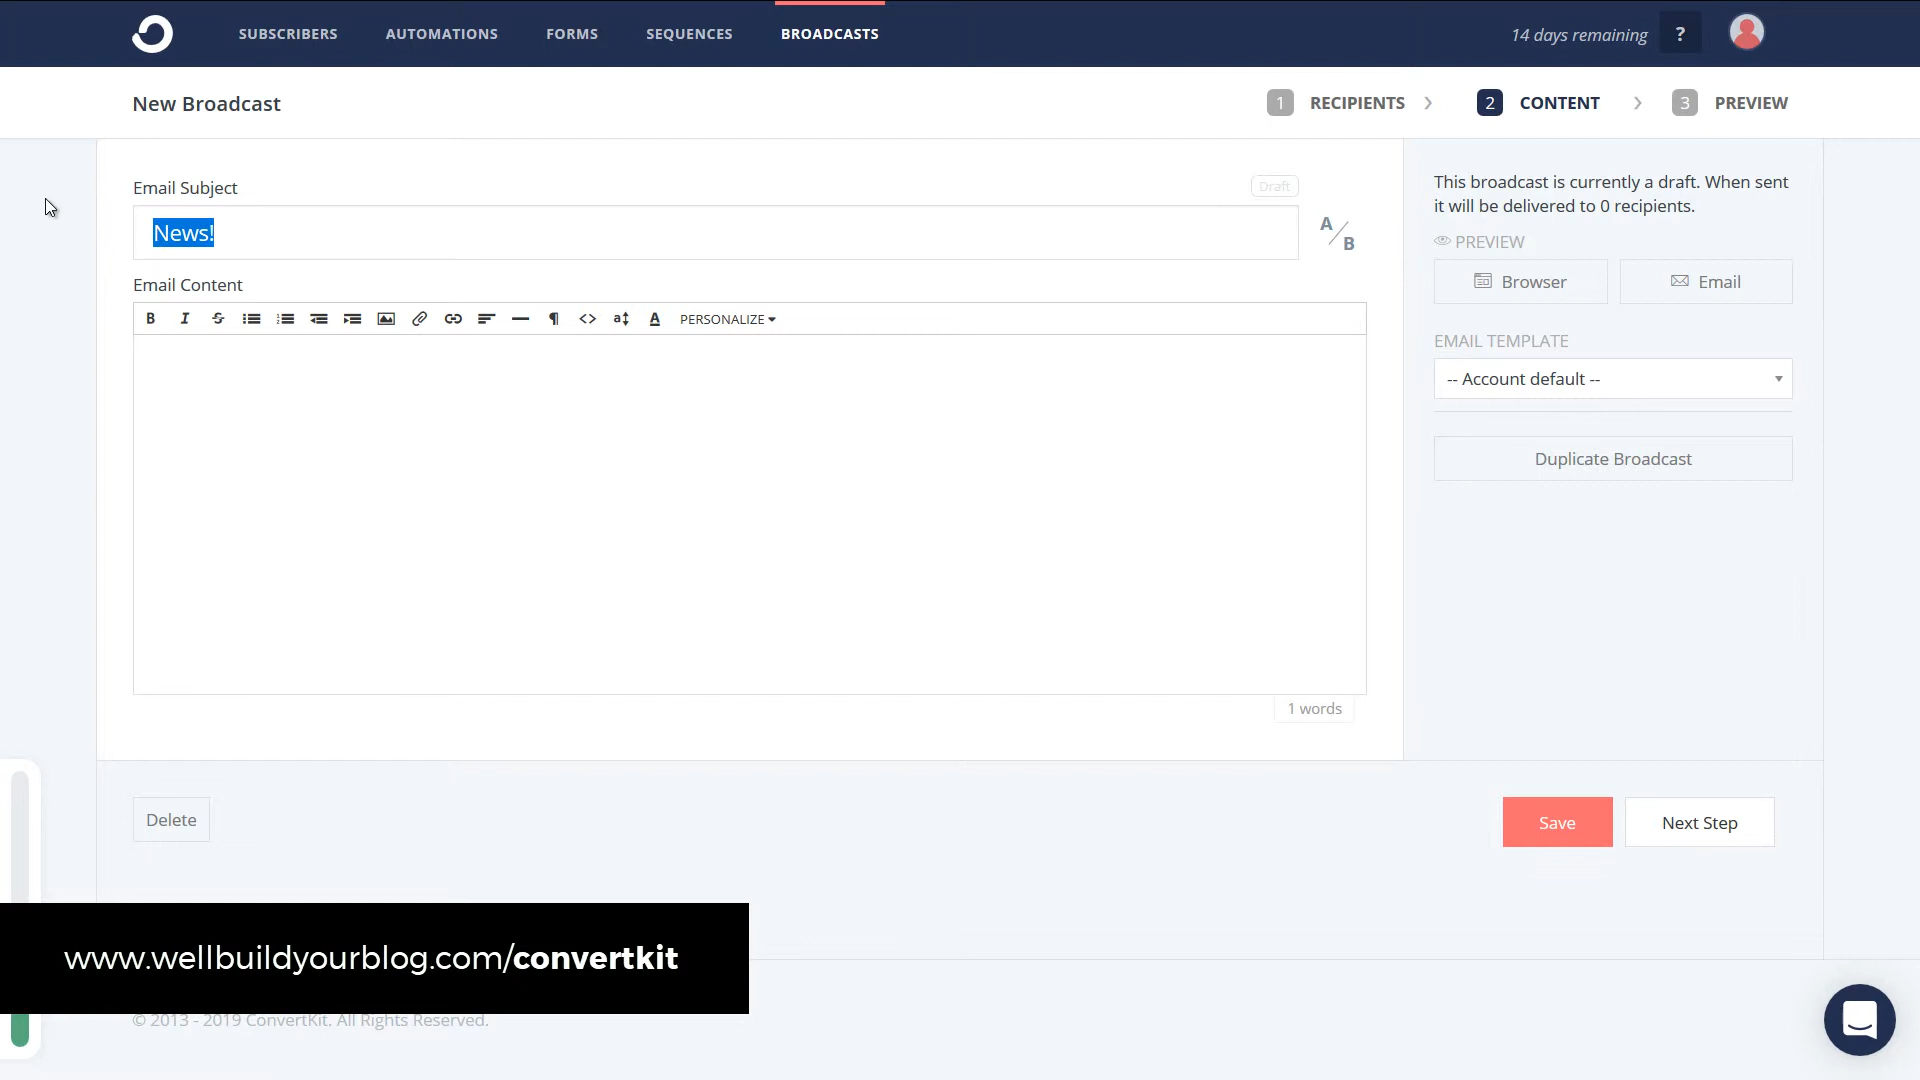 SUBSCRIBERS AUTOMATIONS FORMS SEQUENCES BROADCASTS 14 days remaining ?
New Broadcast 1 RECIPIENTS 2 CONTENT 3 PREVIEW
Email Subject Draft
News! A/B
Email Content
B I S <> a A PERSONALIZE
1 words
This broadcast is currently a draft. When sent
it will be delivered to 0 recipients.
PREVIEW
Browser Email
EMAIL TEMPLATE
-- Account default --
Duplicate Broadcast
Delete Save Next Step
www.wellbuildyourblog.com/convertkit
© 2013 - 2019 ConvertKit. All Rights Reserved.